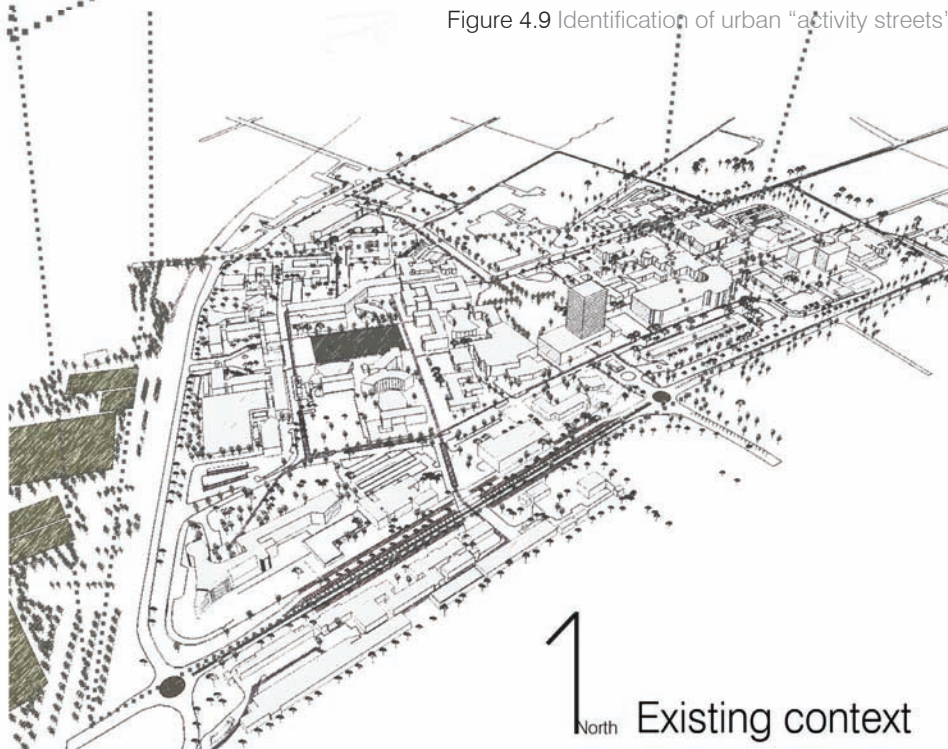 Figure 4.9 Identification of urban “activity streets”
North Existing context